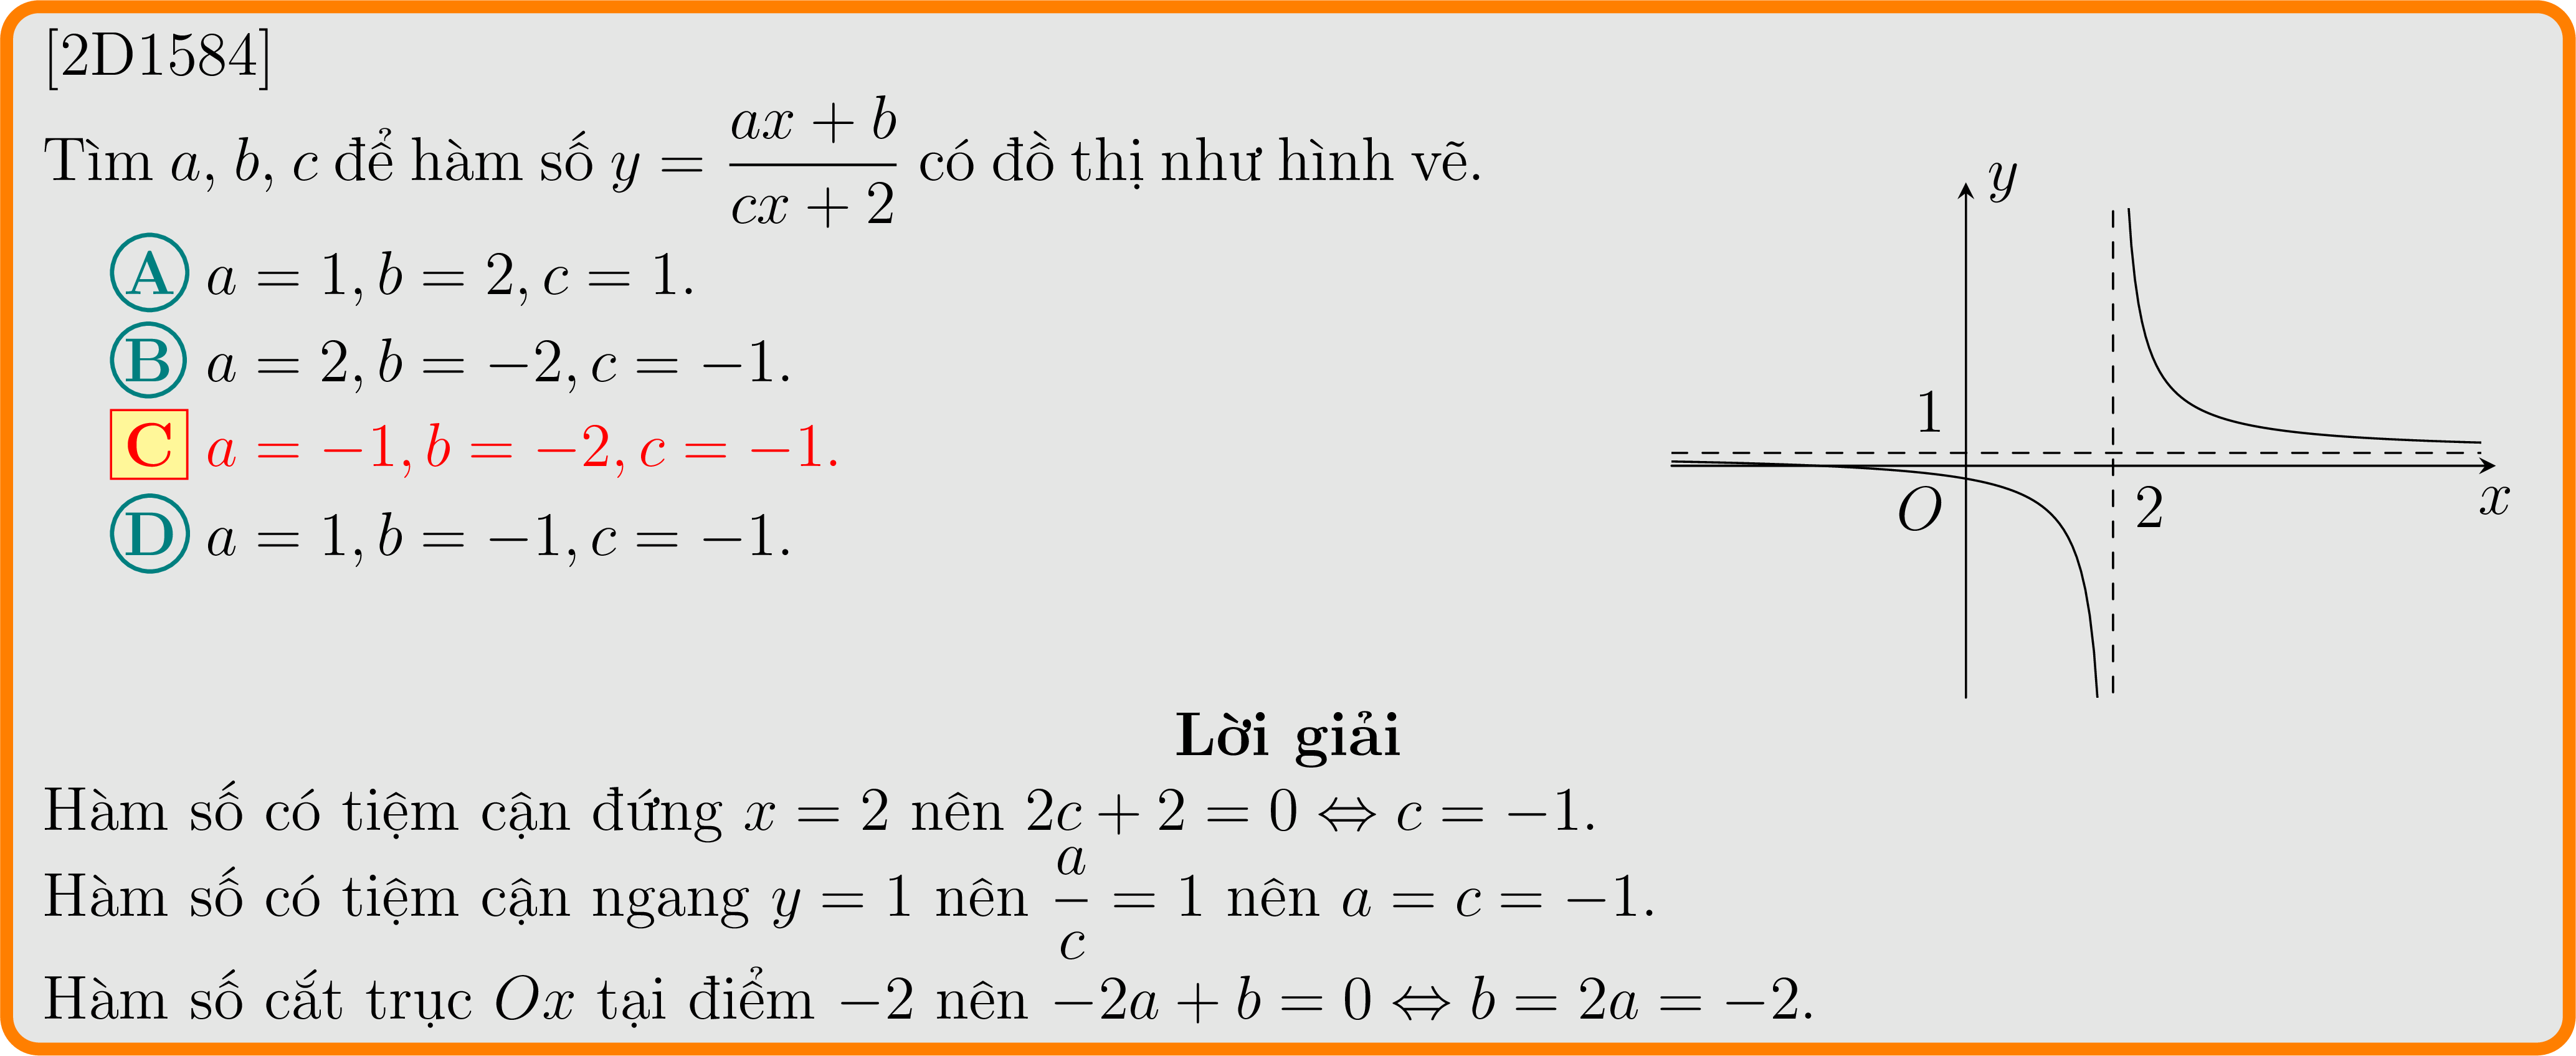 [2D1584]
Tìm a, b, c để hàm số y = \frac{ax + b}{cx + 2} có đồ thị như hình vẽ.
A a = 1, b = 2, c = 1.
B a = 2, b = −2, c = −1.
C a = −1, b = −2, c = −1.
D a = 1, b = −1, c = −1.
y
1
O
2
x
Lời giải
Hàm số có tiệm cận đứng x = 2 nên 2c + 2 = 0 ⇔ c = −1.
Hàm số có tiệm cận ngang y = 1 nên \frac{a}{c} = 1 nên a = c = −1.
Hàm số cắt trục Ox tại điểm −2 nên −2a + b = 0 ⇔ b = 2a = −2.